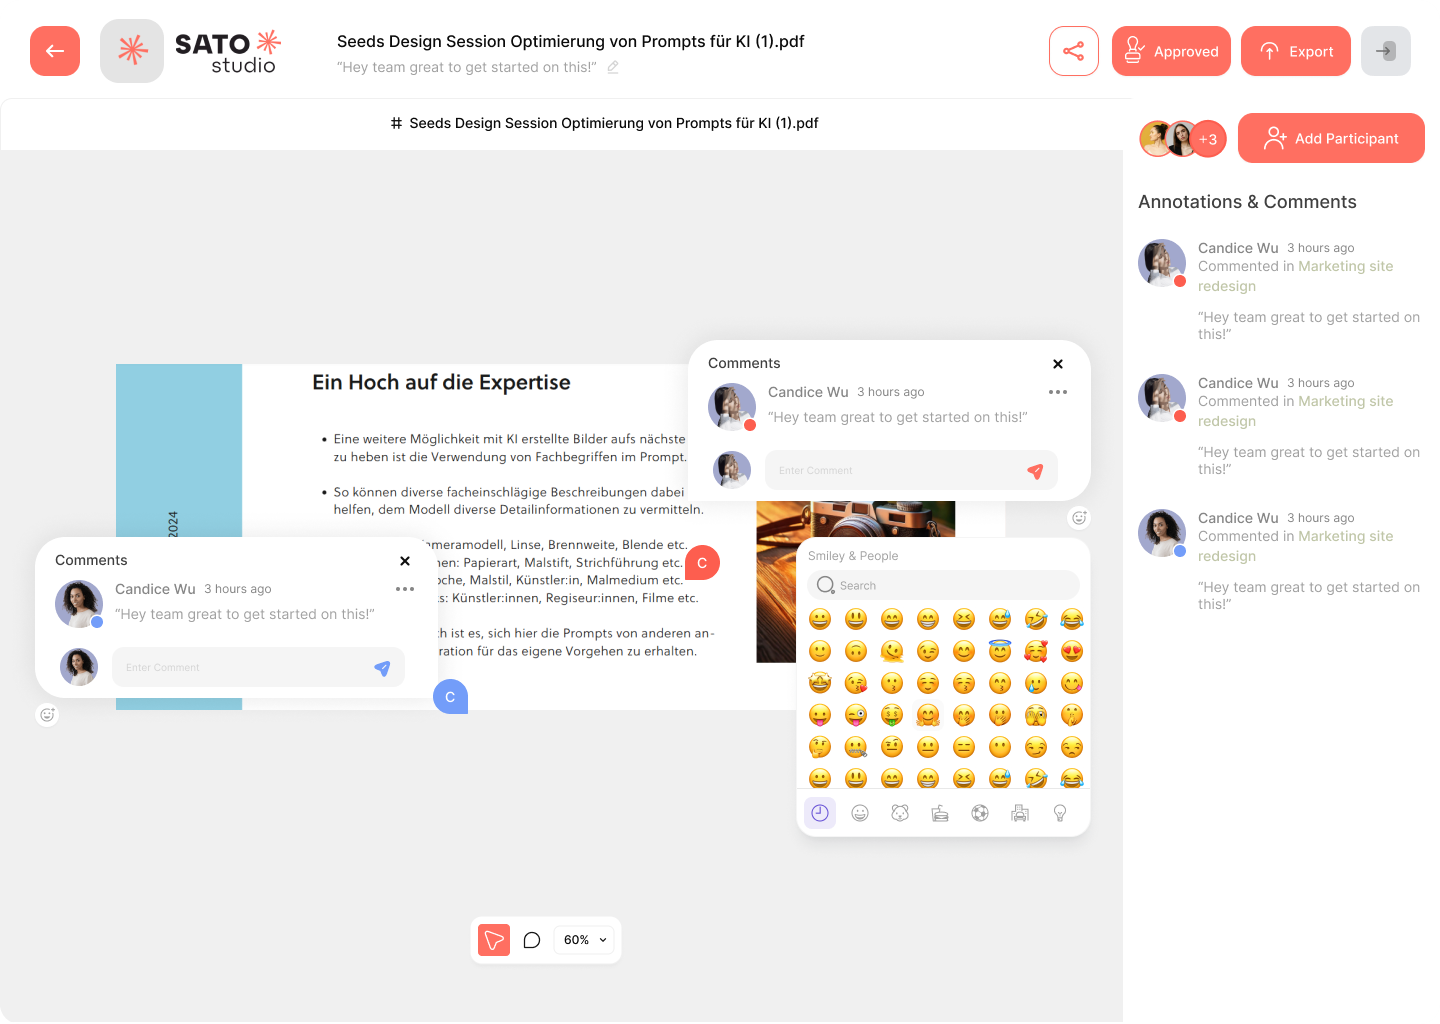 SATO
studio
Seeds Design Session Optimierung von Prompts für KI (1).pdf
“Hey team great to get started on this!”
Approved
Export
# Seeds Design Session Optimierung von Prompts für KI (1).pdf
+3
Add Participant
Annotations & Comments
Candice Wu 3 hours ago
Commented in Marketing site
redesign
“Hey team great to get started on
this!”
Candice Wu 3 hours ago
Commented in Marketing site
redesign
“Hey team great to get started on
this!”
Candice Wu 3 hours ago
Commented in Marketing site
redesign
“Hey team great to get started on
this!”
Ein Hoch auf die Expertise
• Eine weitere Möglichkeit mit KI erstellte Bilder aufs nächste
zu heben ist die Verwendung von Fachbegriffen im Prompt.
• So können diverse facheinschlägige Beschreibungen dabei
helfen, dem Modell diverse Detailinformationen zu vermitteln.
ameramodell, Linse, Brennweite, Blende etc.
nen: Papierart, Malstift, Strichführung etc.
oche, Malstil, Künstler:in, Malmedium etc.
s: Künstler:innen, Regiseur:innen, Filme etc.
ch ist es, sich hier die Prompts von anderen an-
ration für das eigene Vorgehen zu erhalten.
2024
Comments
Candice Wu 3 hours ago
“Hey team great to get started on this!”
Enter Comment
C
Comments
Candice Wu 3 hours ago
“Hey team great to get started on this!”
Enter Comment
C
Smiley & People
Search
60%